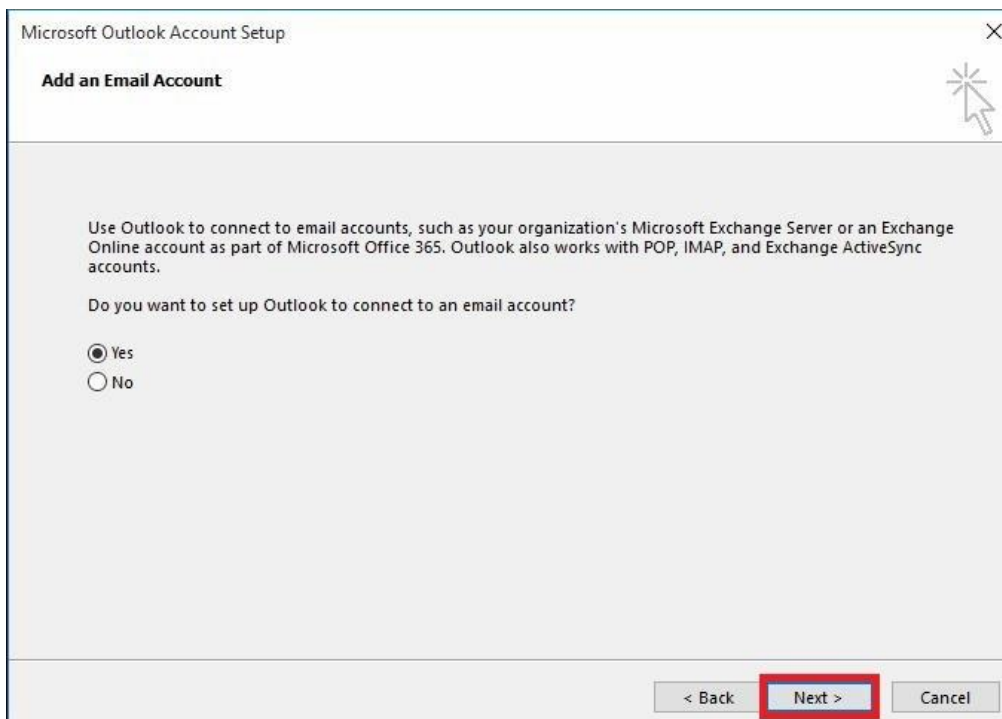 Microsoft Outlook Account Setup
Add an Email Account
Use Outlook to connect to email accounts, such as your organization's Microsoft Exchange Server or an Exchange
Online account as part of Microsoft Office 365. Outlook also works with POP, IMAP, and Exchange ActiveSync
accounts.
Do you want to set up Outlook to connect to an email account?
Yes
No
< Back Next > Cancel